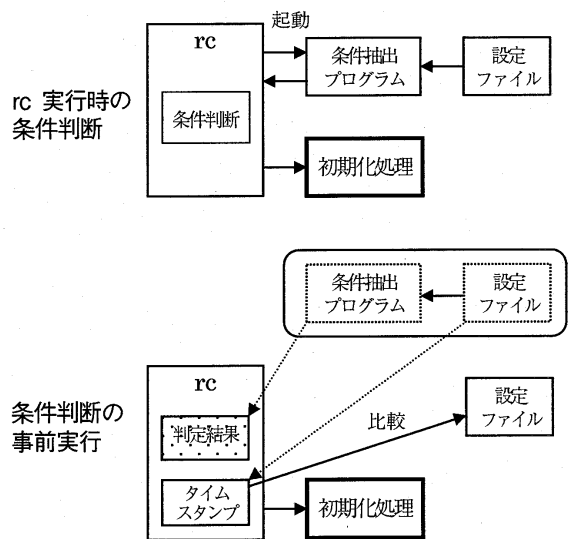 起動
rc
条件抽出
プログラム
設定
ファイル
rc 実行時の
条件判断
条件判断
初期化処理
条件抽出
プログラム
設定
ファイル
rc
条件判断の
事前実行
判定結果
比較
設定
ファイル
タイム
スタンプ
初期化処理